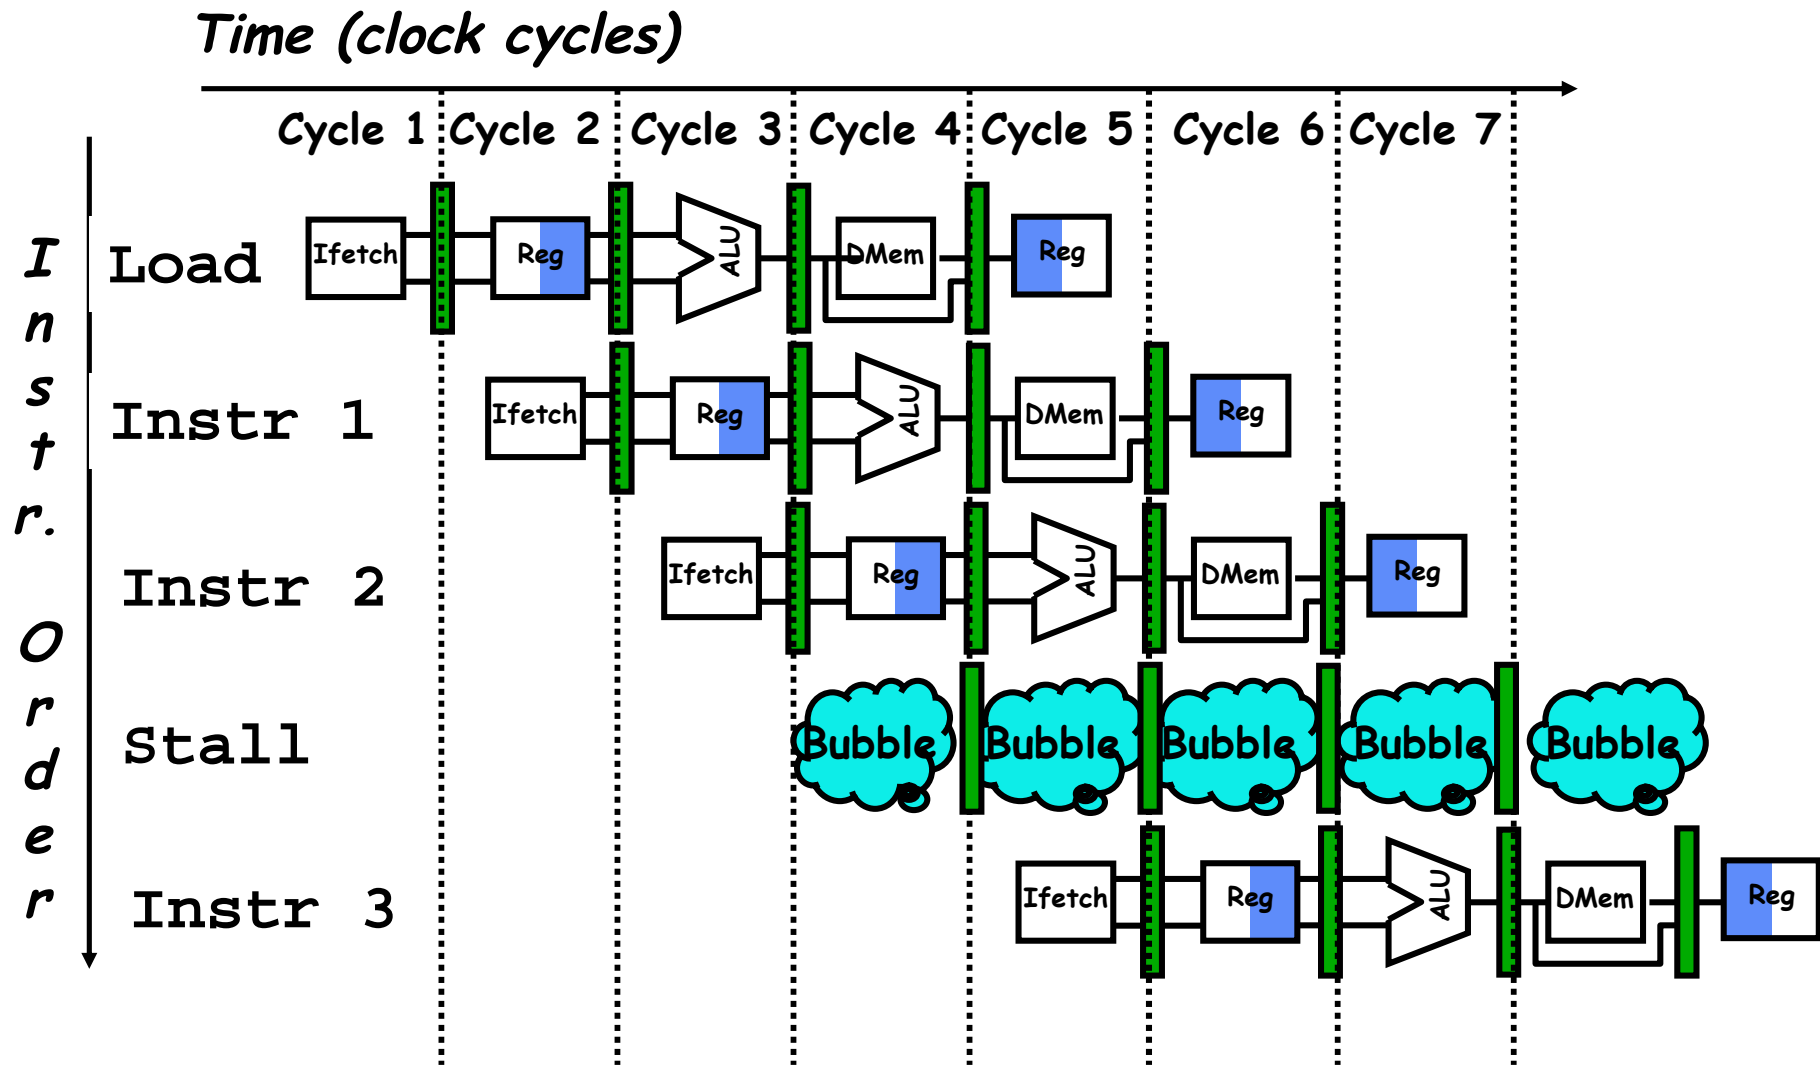 Time (clock cycles)
Cycle 1 Cycle 2 Cycle 3 Cycle 4 Cycle 5 Cycle 6 Cycle 7
Instr. Order
Load Ifetch Reg ALU DMem Reg
Instr 1 Ifetch Reg ALU DMem Reg
Instr 2 Ifetch Reg ALU DMem Reg
Stall Bubble Bubble Bubble Bubble Bubble
Instr 3 Ifetch Reg ALU DMem Reg